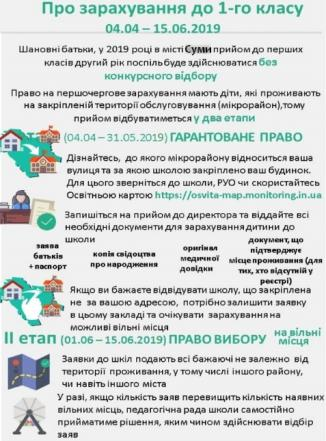 Про зарахування до 1-го класу
04.04 – 15.06.2019
Шановні батьки, у 2019 році в місті Суми прийом до перших
класів другий рік поспіль буде здійснюватися без
конкурсного відбору
Право на першочергове зарахування мають діти, які проживають
на закріпленій території обслуговування (мікрорайон),тому
прийом відбуватиметься у два етапи
(04.04 – 31.05.2019) ГАРАНТОВАНЕ ПРАВО
Дізнайтесь, до якого мікрорайону відноситься ваша
вулиця та за якою школою закріплено ваш будинок.
Для цього зверніться до школи, РУО чи скористайтесь
Освітньою картою https://osvita-map.monitoring.in.ua
Запишіться на прийом до директора та віддайте всі
необхідні документи для зарахування дитини до
школи
заява
батьків
+ паспорт
копія свідоцтва
про народження
оригінал
медичної
довідки
документ, що
підтверджує
місце проживання (для
тих, хто відсутній у
реєстрі)
Якщо ви бажаєте відвідувати школу, що закріплена
не за вашою адресою, потрібно залишити заявку
в цьому закладі та очікувати зарахування на
можливі вільні місця
ІІ етап (01.06 – 15.06.2019) ПРАВО ВИБОРУ на вільні
місця
Заявки до шкіл подають всі бажаючі не залежно від
території проживання, у тому числі іншого району,
чи навіть іншого міста
У разі, якщо кількість заяв перевищить кількість наявних
вільних місць, педагогічна рада школи самостійно
прийматиме рішення, яким чином здійснювати відбір
заяв